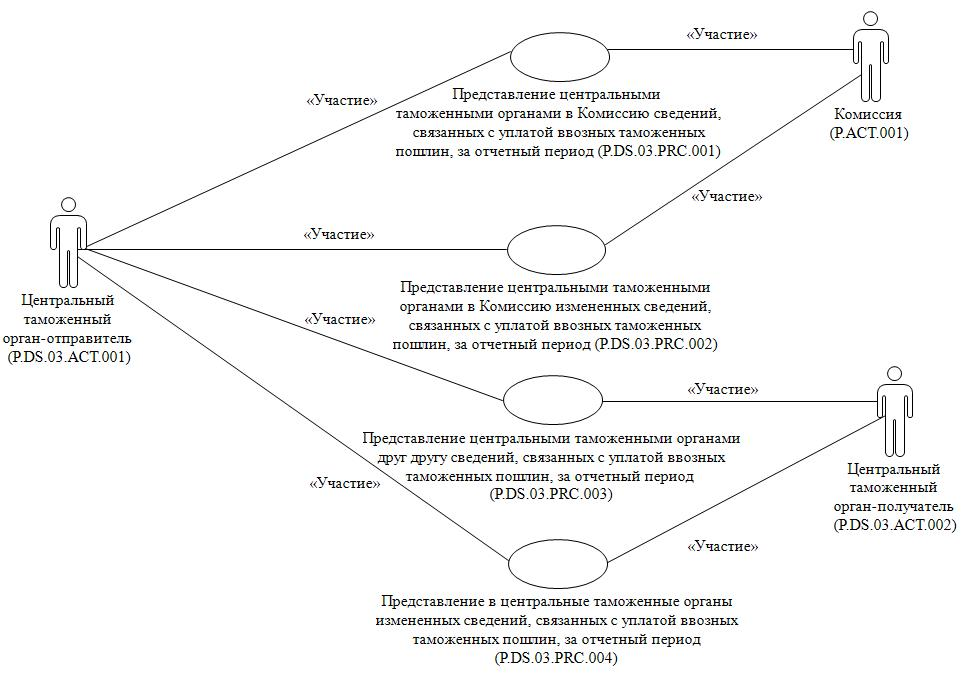 «Участие»
Комиссия
(P.ACT.001)
«Участие»
Представление центральными
таможенными органами в Комиссию сведений,
связанных с уплатой ввозных таможенных
пошлин, за отчетный период (P.DS.03.PRC.001)
«Участие»
«Участие»
Центральный
таможенный
орган-отправитель
(P.DS.03.ACT.001)
Представление центральными таможенными
органами в Комиссию измененных сведений,
связанных с уплатой ввозных таможенных
пошлин, за отчетный период (P.DS.03.PRC.002)
«Участие»
«Участие»
Представление центральными таможенными органами
друг другу сведений, связанных с уплатой ввозных
таможенных пошлин, за отчетный период
(P.DS.03.PRC.003)
Центральный
таможенный
орган-получатель
(P.DS.03.ACT.002)
«Участие»
«Участие»
Представление в центральные таможенные органы
измененных сведений, связанных с уплатой ввозных
таможенных пошлин, за отчетный период
(P.DS.03.PRC.004)